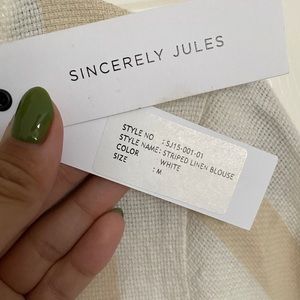 SINCERELY JULES
STYLE NO : SJ15-001-01
STYLE NAME: STRIPED LINEN BLOUSE
COLOR : WHITE
SIZE : M